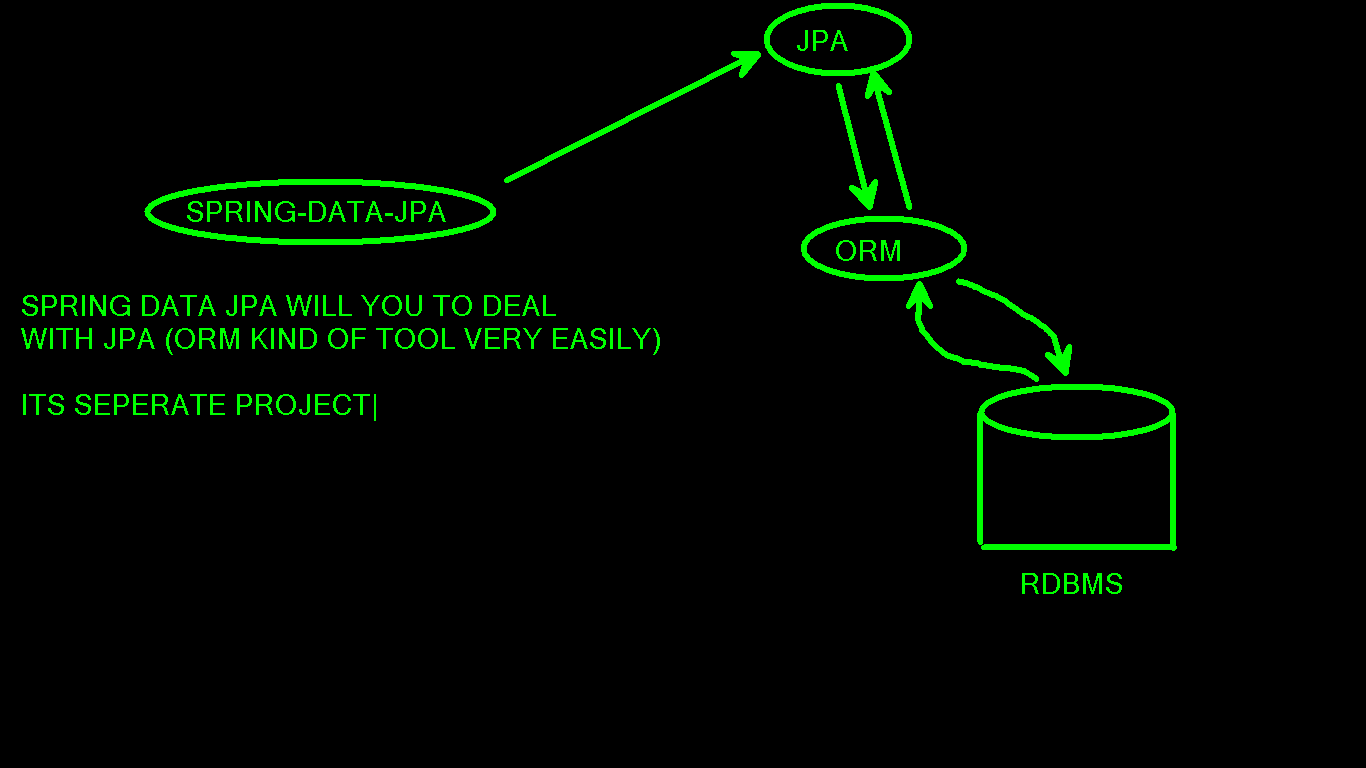 JPA
SPRING-DATA-JPA
ORM
SPRING DATA JPA WILL YOU TO DEAL
WITH JPA (ORM KIND OF TOOL VERY EASILY)
ITS SEPERATE PROJECT|
RDBMS